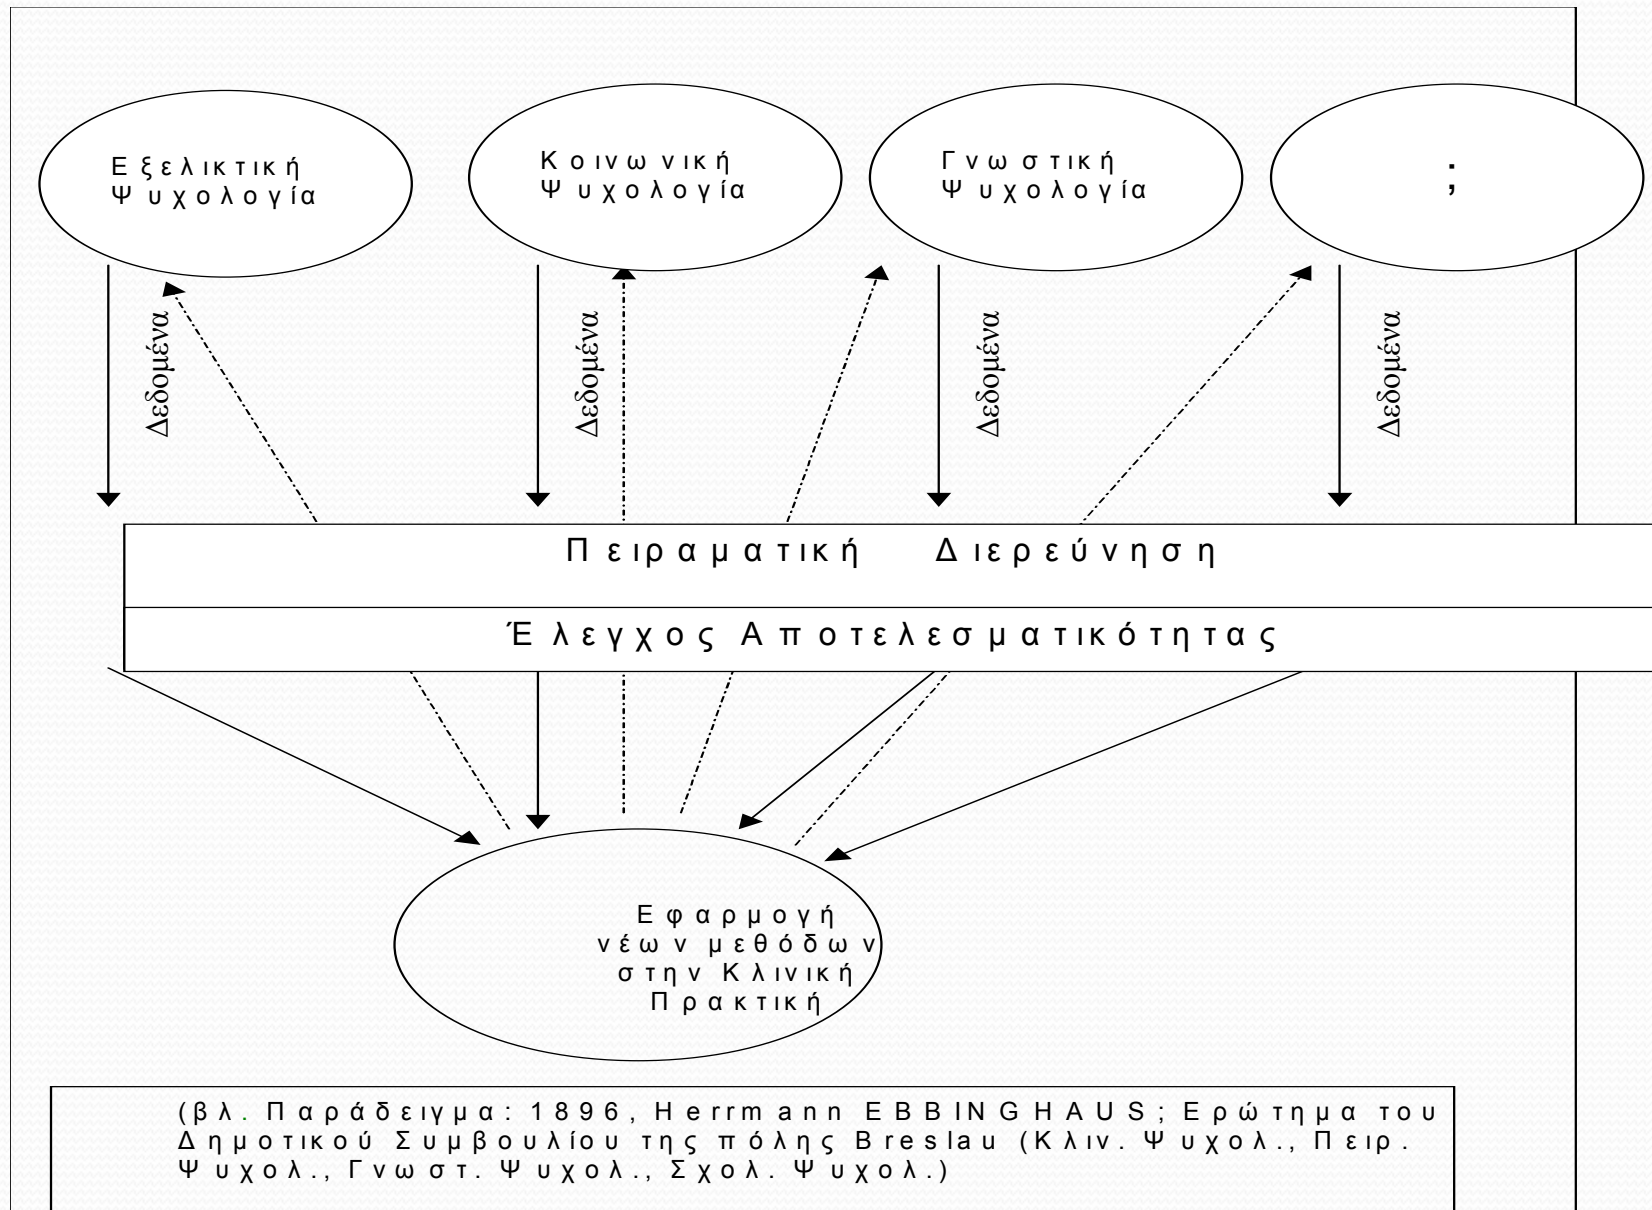 Εξελικτική
Ψυχολογία
Κοινωνική
Ψυχολογία
Γνωστική
Ψυχολογία
;
Δεδομένα
Δεδομένα
Δεδομένα
Δεδομένα
Πειραματική Διερεύνηση
Έλεγχος Αποτελεσματικότητας
Εφαρμογή
νέων μεθόδων
στην Κλινική
Πρακτική
(βλ. Παράδειγμα: 1896, Herrmann EBBINGHAUS; Ερώτημα του
Δημοτικού Συμβουλίου της πόλης Breslau (Κλιν. Ψυχολ., Πειρ.
Ψυχολ., Γνωστ. Ψυχολ., Σχολ. Ψυχολ.)